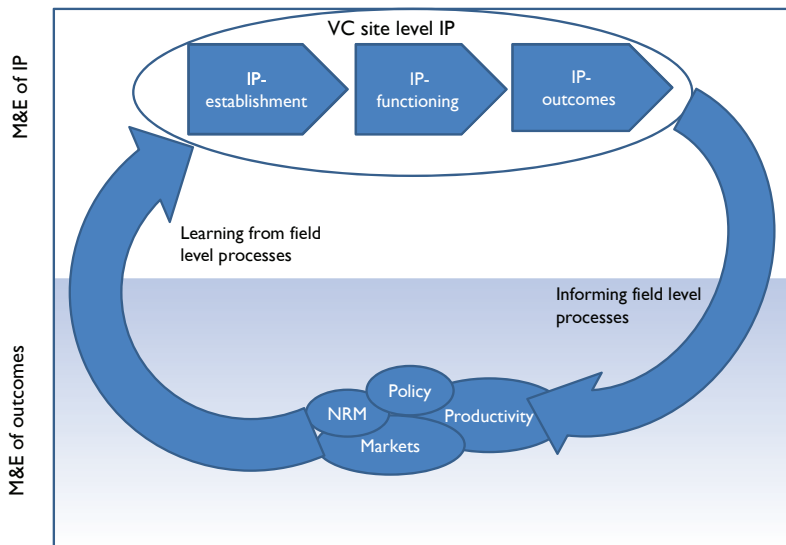 VC site level IP
M&E of IP
IP-
establishment
IP-
functioning
IP-
outcomes
Learning from field
level processes
Informing field level
processes
M&E of outcomes
Policy
NRM
Productivity
Markets